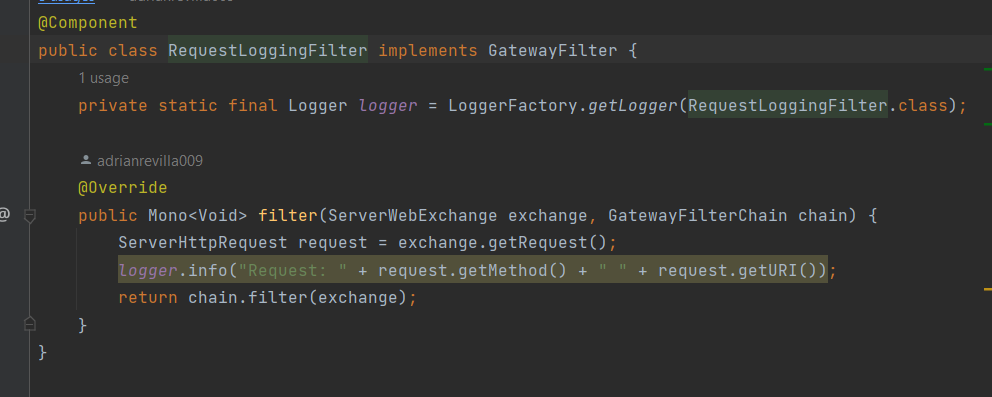 @Component
public class RequestLoggingFilter implements GatewayFilter {
1 usage
private static final Logger logger = LoggerFactory.getLogger(RequestLoggingFilter.class);
adrianrevilla009
@Override
@
public Mono<Void> filter(ServerWebExchange exchange, GatewayFilterChain chain) {
ServerHttpRequest request = exchange.getRequest();
logger.info("Request: " + request.getMethod() + " " + request.getURI());
return chain.filter(exchange);
}
}